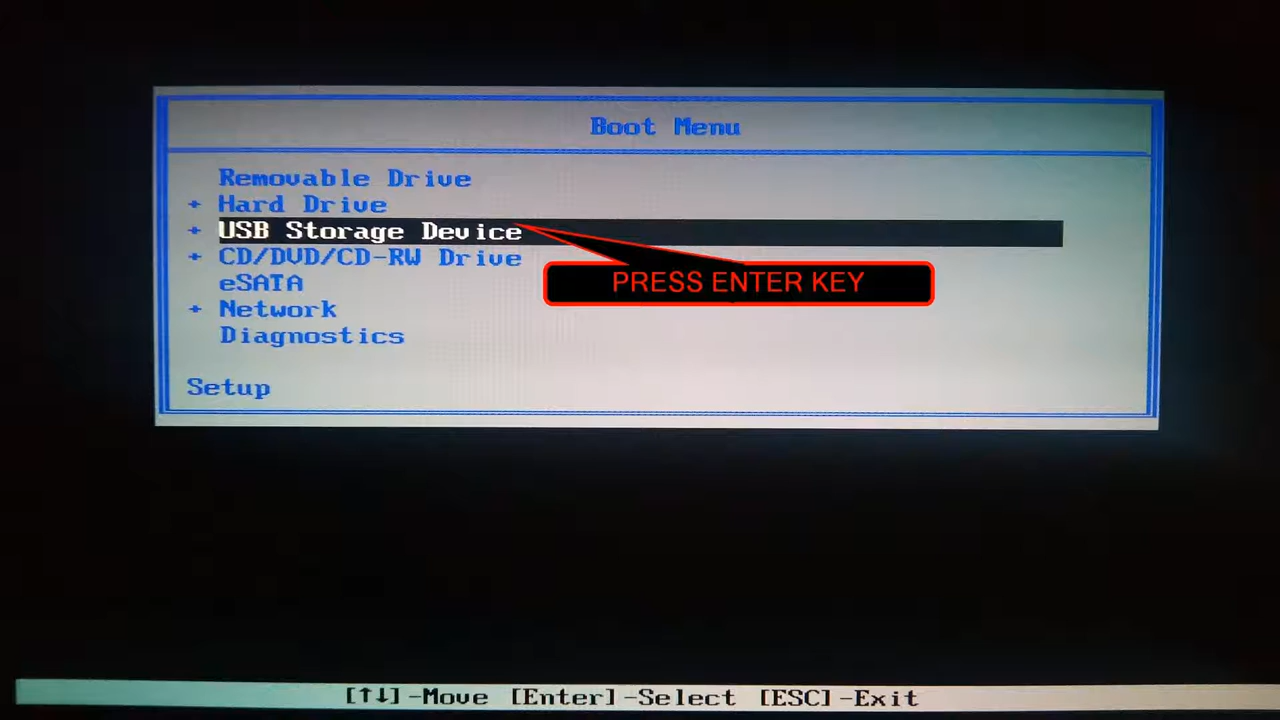 Boot Menu
Removable Drive
+ Hard Drive
+ USB Storage Device
+ CD/DVD/CD-RW Drive
PRESS ENTER KEY
eSATA
+ Network
Diagnostics
Setup
[↑↓]-Move [Enter]-Select [ESC]-Exit